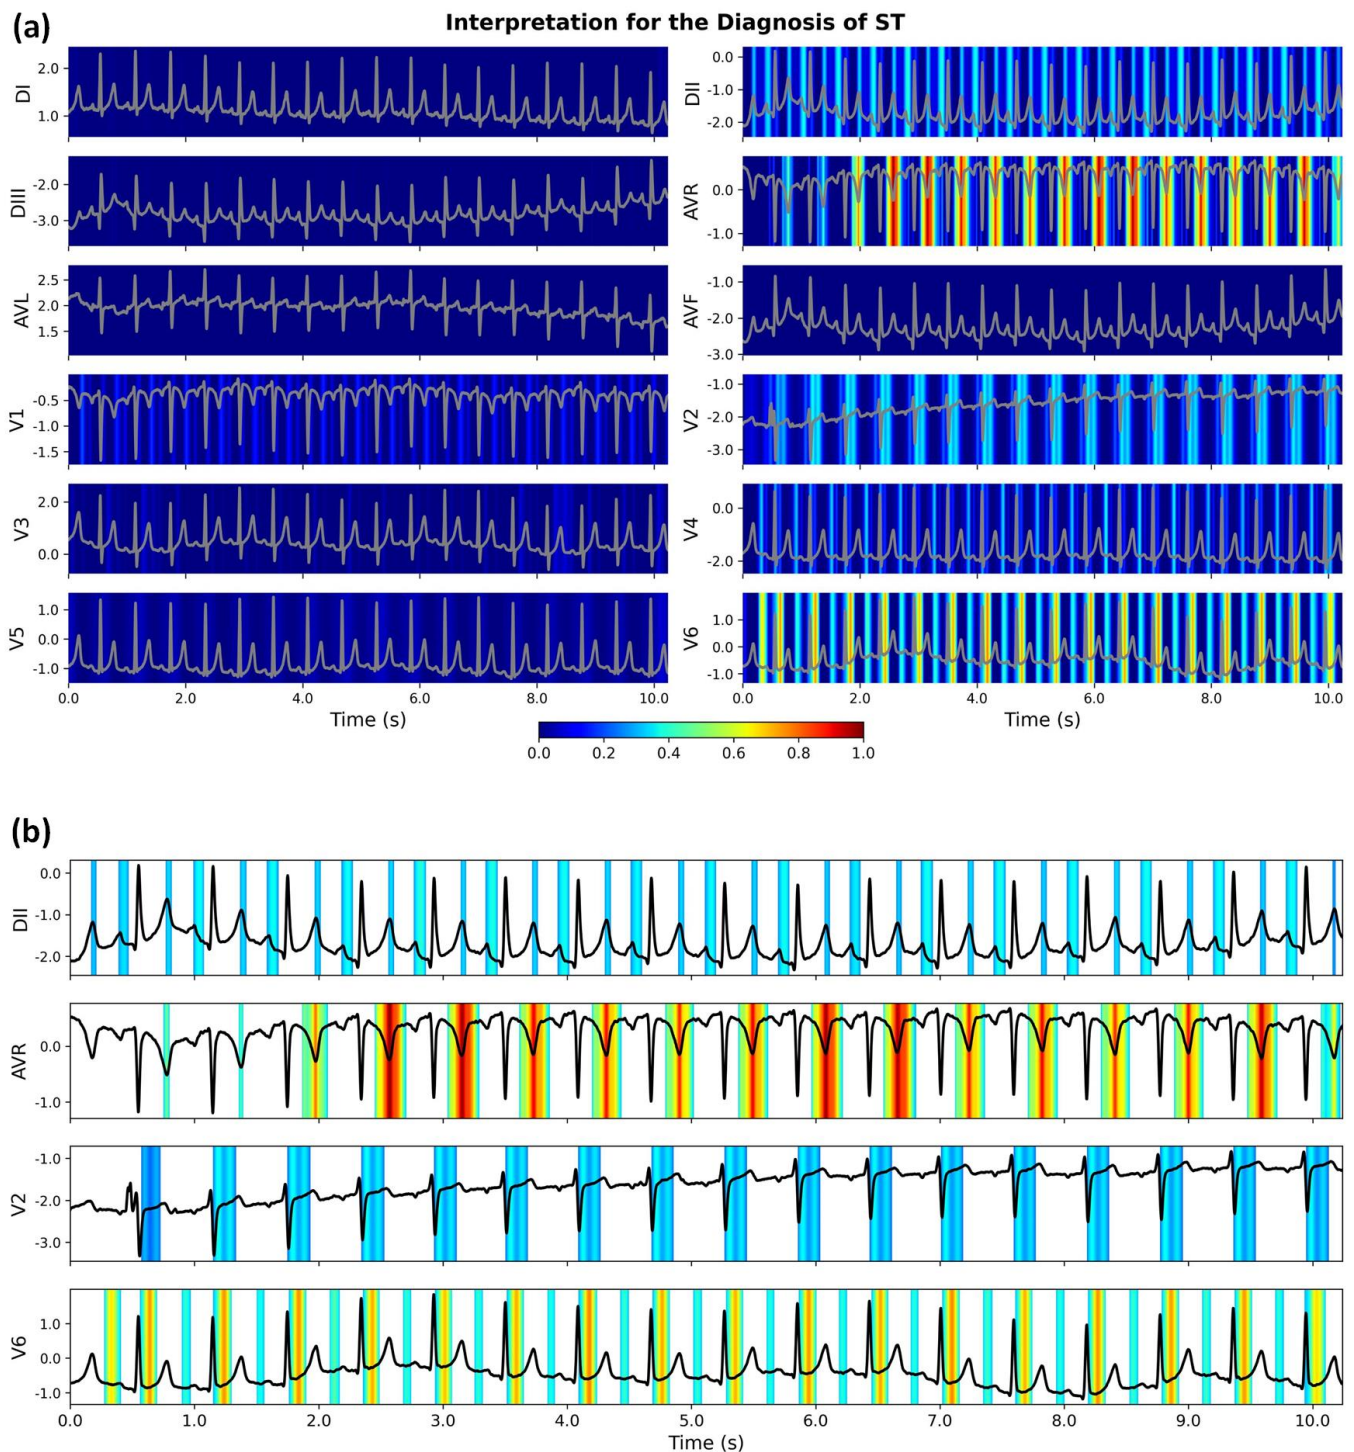 (a)
Interpretation for the Diagnosis of ST
DI
2.0
1.0
DII
0.0
-1.0
-2.0
DIII
-2.0
-3.0
AVR
0.0
-1.0
AVL
2.5
2.0
1.5
AVF
-1.0
-2.0
-3.0
V1
-0.5
-1.0
-1.5
V2
-1.0
-2.0
-3.0
V3
2.0
0.0
V4
0.0
-2.0
V5
1.0
0.0
-1.0
V6
1.0
0.0
-1.0
0.0 2.0 4.0 6.0 8.0 10.0
0.0 2.0 4.0 6.0 8.0 10.0
Time (s)
Time (s)
0.0 0.2 0.4 0.6 0.8 1.0
(b)
DII
0.0
-1.0
-2.0
AVR
0.0
-1.0
V2
-1.0
-2.0
-3.0
V6
1.0
0.0
-1.0
0.0 1.0 2.0 3.0 4.0 5.0 6.0 7.0 8.0 9.0 10.0
Time (s)